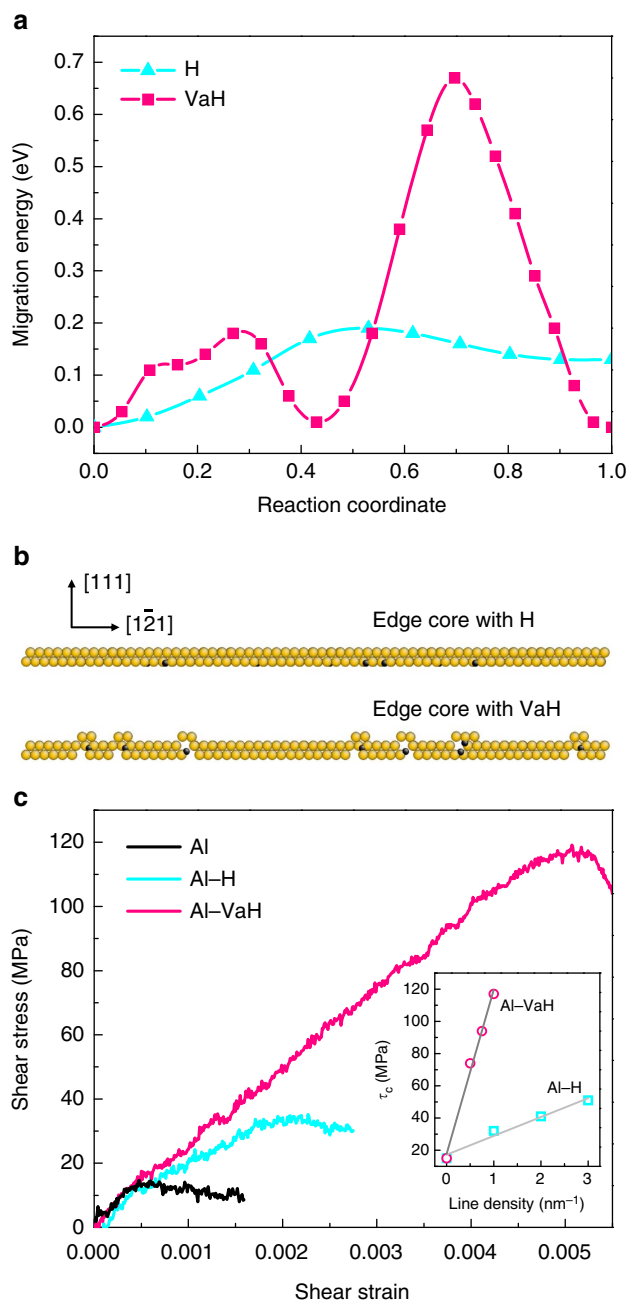 a
H
VaH
Migration energy (eV)
0.7
0.6
0.5
0.4
0.3
0.2
0.1
0.0
0.0 0.2 0.4 0.6 0.8 1.0
Reaction coordinate
b
[111]
[12̄1]
Edge core with H
Edge core with VaH
c
Al
Al–H
Al–VaH
Shear stress (MPa)
120
100
80
60
40
20
0
0.000 0.001 0.002 0.003 0.004 0.005
Shear strain
τc (MPa)
120
100
80
60
40
20
Al–VaH
Al–H
0 1 2 3
Line density (nm⁻¹)